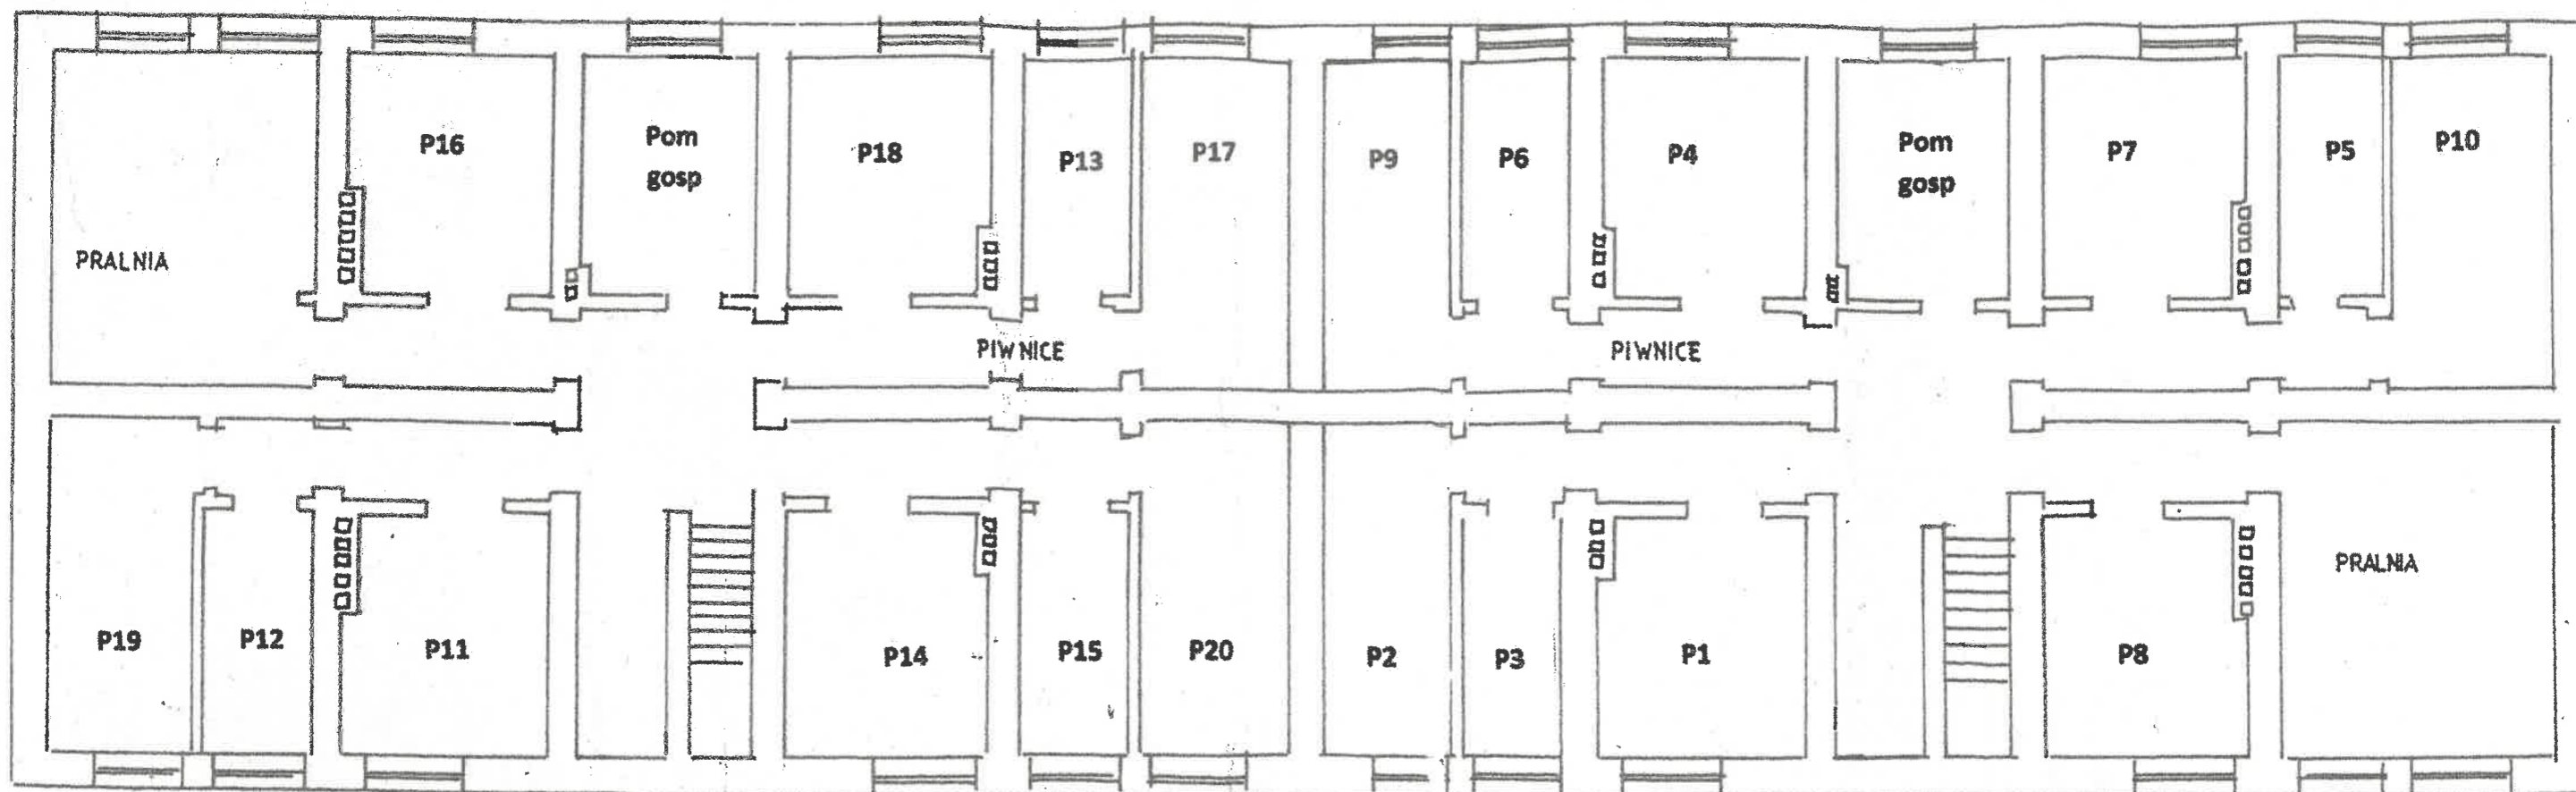 P16
Pom
gosp
P18
P13
P17
P9
P6
P4
Pom
gosp
P7
P5
P10
PRALNIA
PIWNICE
PIWNICE
PRALNIA
P19
P12
P11
P14
P15
P20
P2
P3
P1
P8